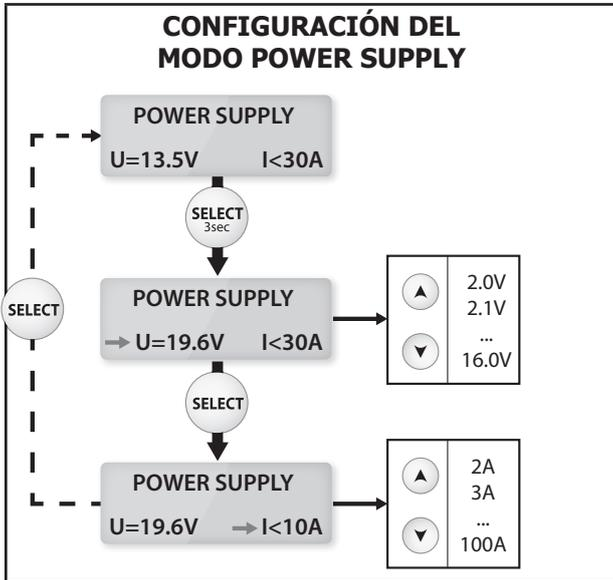 CONFIGURACIÓN DEL
MODO POWER SUPPLY
POWER SUPPLY
U=13.5V I<30A
SELECT
3sec
SELECT
POWER SUPPLY
U=19.6V I<30A
2.0V
2.1V
...
16.0V
SELECT
POWER SUPPLY
U=19.6V I<10A
2A
3A
...
100A